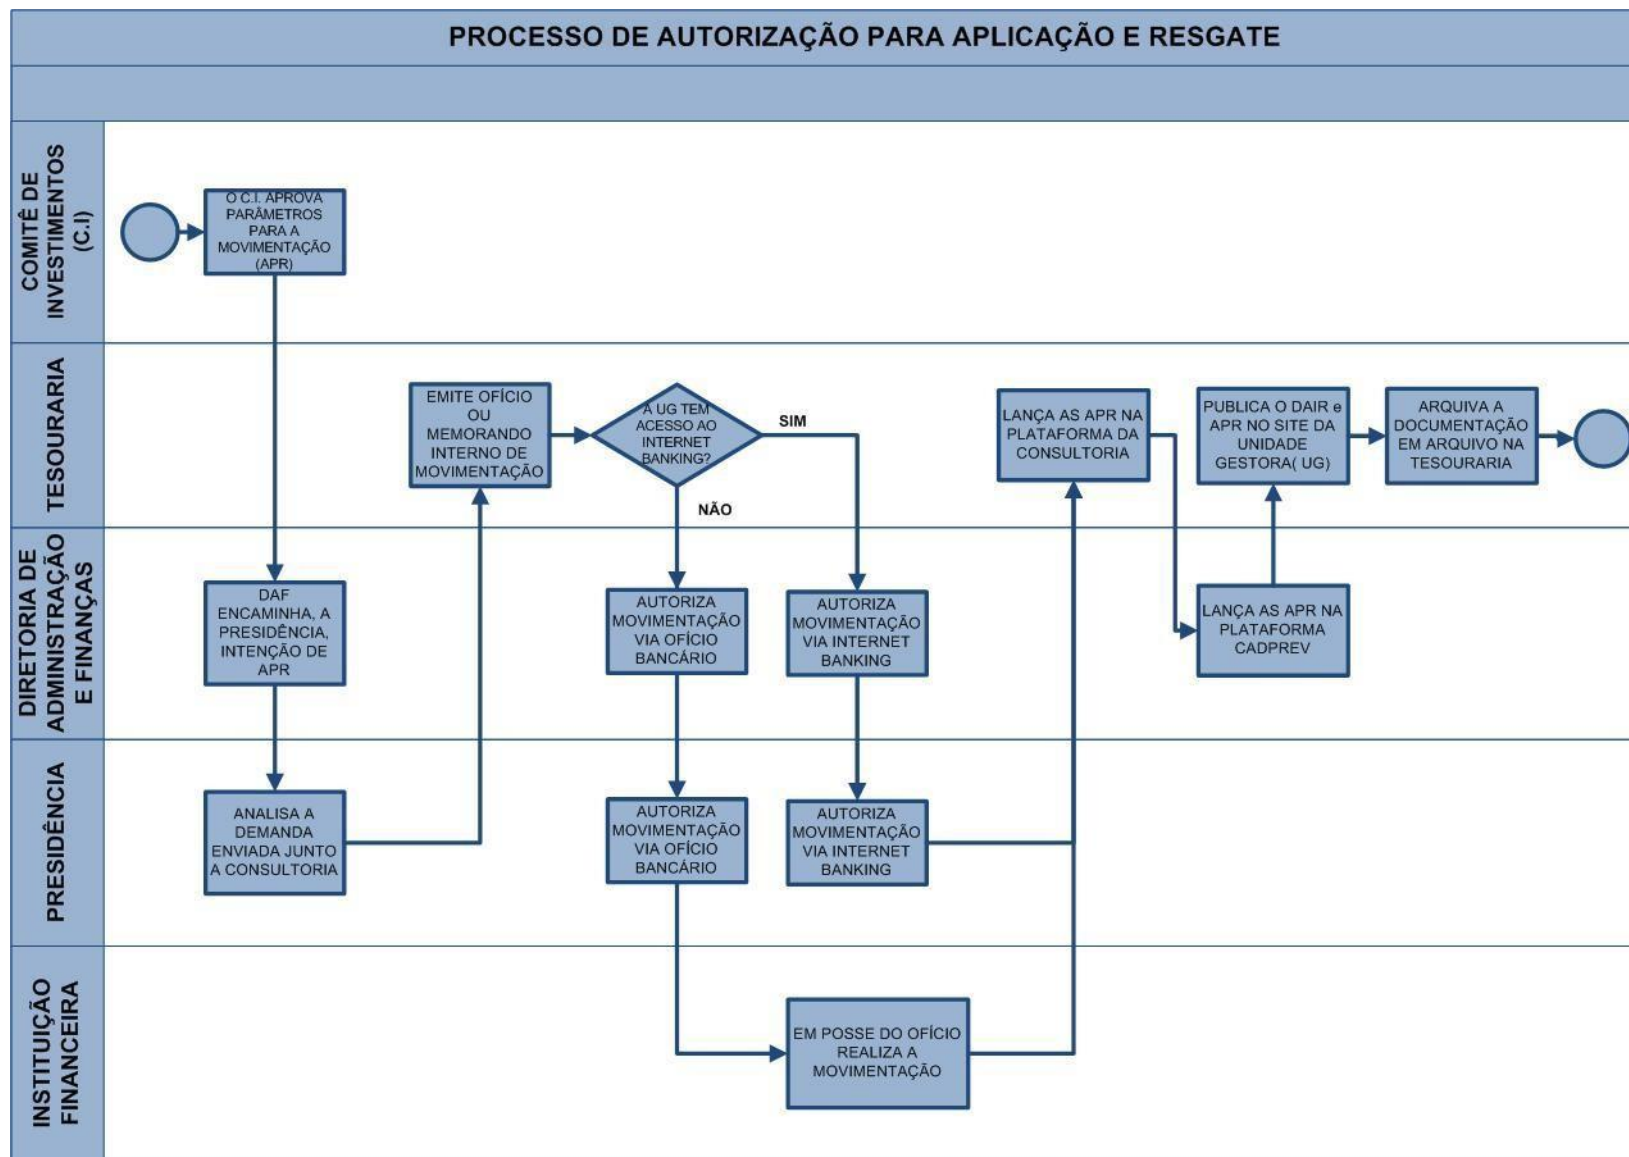 PROCESSO DE AUTORIZAÇÃO PARA APLICAÇÃO E RESGATE
COMITÊ DE
INVESTIMENTOS
(C.I)
O C.I. APROVA
PARÂMETROS
PARA A
MOVIMENTAÇÃO
(APR)
TESOURARIA
EMITE OFÍCIO
OU
MEMORANDO
INTERNO DE
MOVIMENTAÇÃO
A UG TEM
ACESSO AO
INTERNET
BANKING?
SIM
NÃO
LANÇA AS APR NA
PLATAFORMA DA
CONSULTORIA
PUBLICA O DAIR e
APR NO SITE DA
UNIDADE
GESTORA( UG)
ARQUIVA A
DOCUMENTAÇÃO
EM ARQUIVO NA
TESOURARIA
DIRETORIA DE
ADMINISTRAÇÃO
E FINANÇAS
DAF
ENCAMINHA, A
PRESIDÊNCIA,
INTENÇÃO DE
APR
AUTORIZA
MOVIMENTAÇÃO
VIA OFÍCIO
BANCÁRIO
AUTORIZA
MOVIMENTAÇÃO
VIA INTERNET
BANKING
LANÇA AS APR NA
PLATAFORMA
CADPREV
PRESIDÊNCIA
ANALISA A
DEMANDA
ENVIADA JUNTO
A CONSULTORIA
AUTORIZA
MOVIMENTAÇÃO
VIA OFÍCIO
BANCÁRIO
AUTORIZA
MOVIMENTAÇÃO
VIA INTERNET
BANKING
INSTITUIÇÃO
FINANCEIRA
EM POSSE DO OFÍCIO
REALIZA A
MOVIMENTAÇÃO